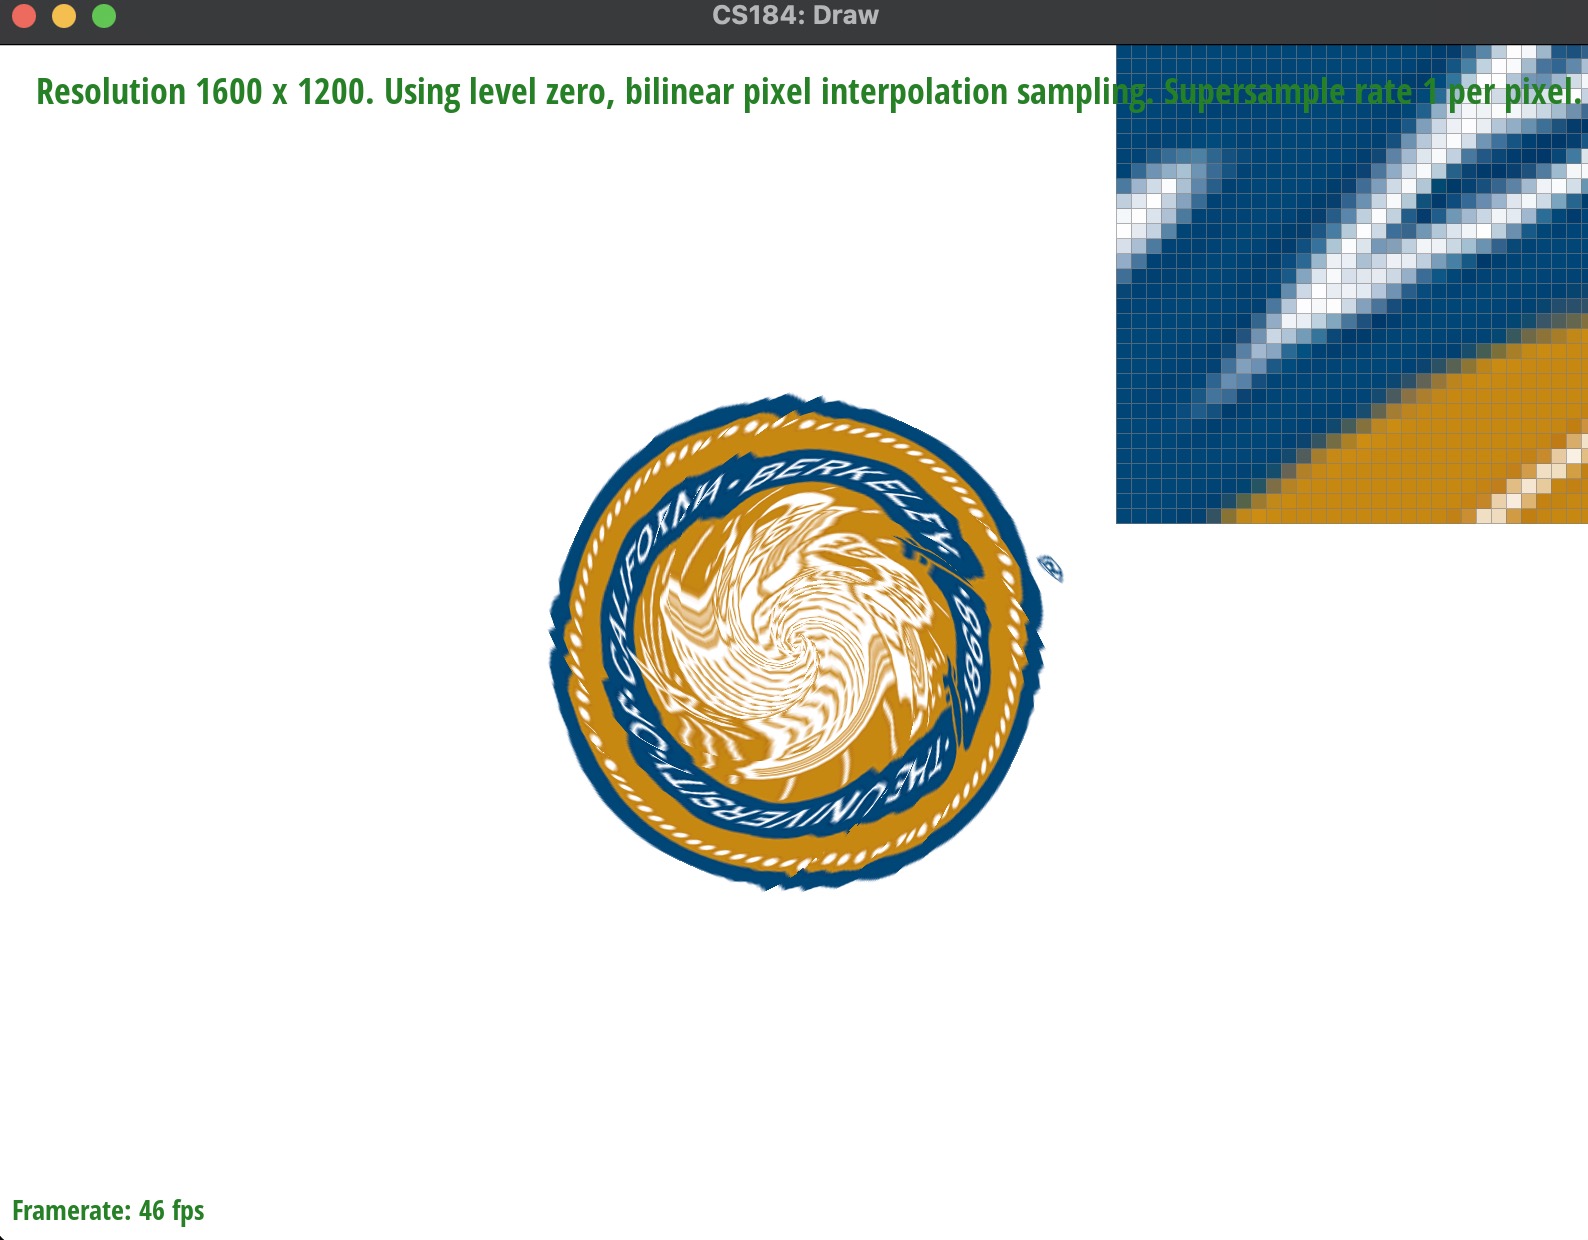 CS184: Draw
Resolution 1600 x 1200. Using level zero, bilinear pixel interpolation sampling. Supersample rate 1 per pixel.
THE UNIVERSITY OF CALIFORNIA · BERKELEY ·
1868
®
Framerate: 46 fps